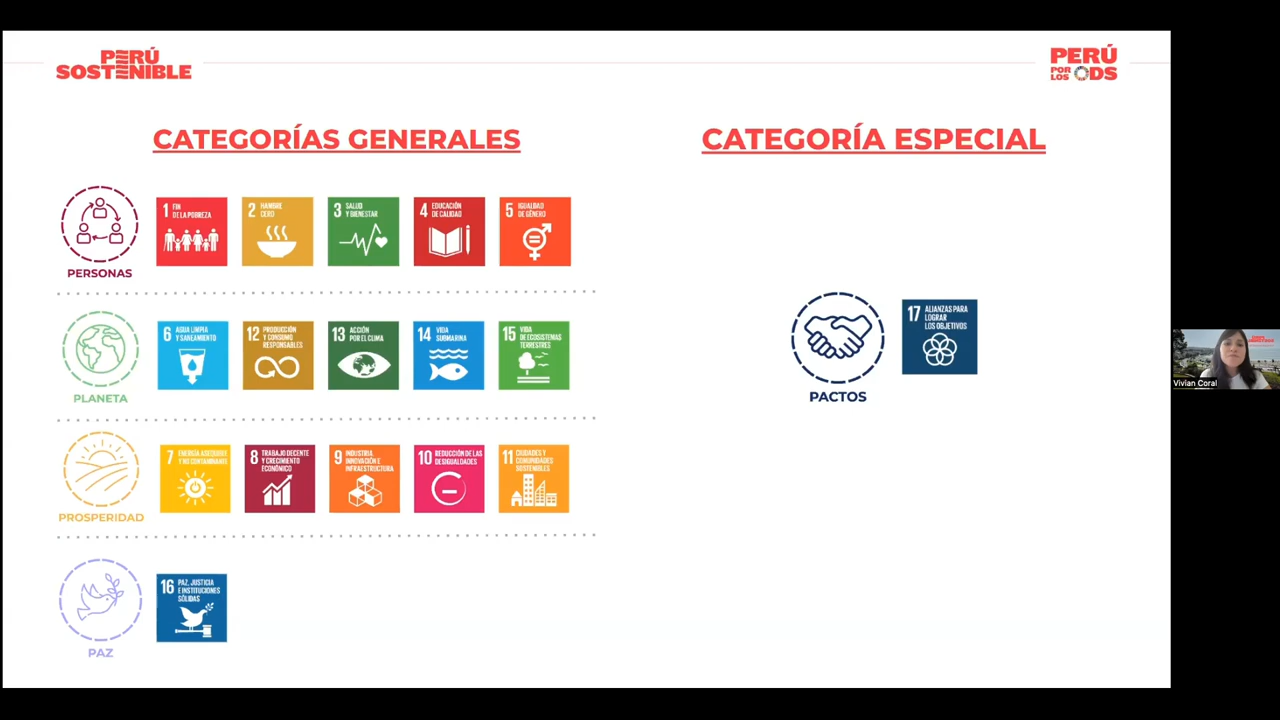 PERÚ
SOSTENIBLE
PERÚ
POR
LOS ODS
CATEGORÍAS GENERALES
CATEGORÍA ESPECIAL
1 FIN
DE LA POBREZA
2 HAMBRE
CERO
3 SALUD
Y BIENESTAR
4 EDUCACIÓN
DE CALIDAD
5 IGUALDAD
DE GÉNERO
PERSONAS
6 AGUA LIMPIA
Y SANEAMIENTO
12 PRODUCCIÓN
Y CONSUMO
RESPONSABLES
13 ACCIÓN
POR EL CLIMA
14 VIDA
SUBMARINA
15 VIDA
DE ECOSISTEMAS
TERRESTRES
PLANETA
7 ENERGÍA ASEQUIBLE
Y NO CONTAMINANTE
8 TRABAJO DECENTE
Y CRECIMIENTO
ECONÓMICO
9 INDUSTRIA
INNOVACIÓN E
INFRAESTRUCTURA
10 REDUCCIÓN DE LAS
DESIGUALDADES
11 CIUDADES Y
COMUNIDADES
SOSTENIBLES
PROSPERIDAD
16 PAZ, JUSTICIA
E INSTITUCIONES
SÓLIDAS
PAZ
17 ALIANZAS PARA
LOGRAR
LOS OBJETIVOS
PACTOS
Vivian Coral